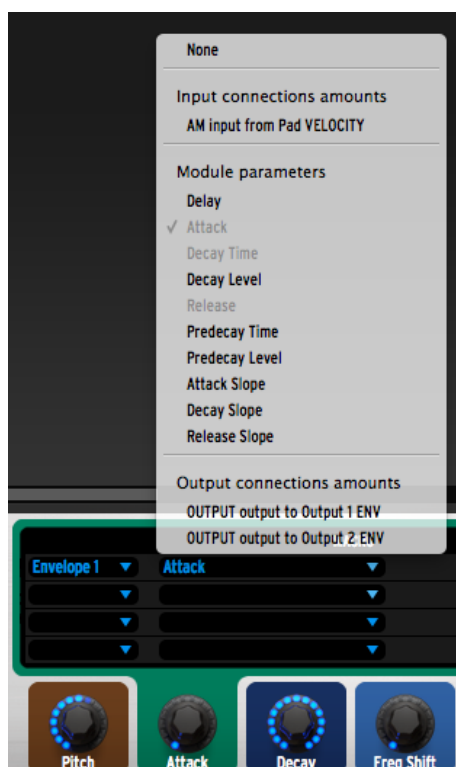 None
Input connections amounts
AM input from Pad VELOCITY
Module parameters
Delay
Attack
Decay Time
Decay Level
Release
Predecay Time
Predecay Level
Attack Slope
Decay Slope
Release Slope
Output connections amounts
OUTPUT output to Output 1 ENV
OUTPUT output to Output 2 ENV
Envelope 1 Attack
Pitch Attack Decay Freq Shift